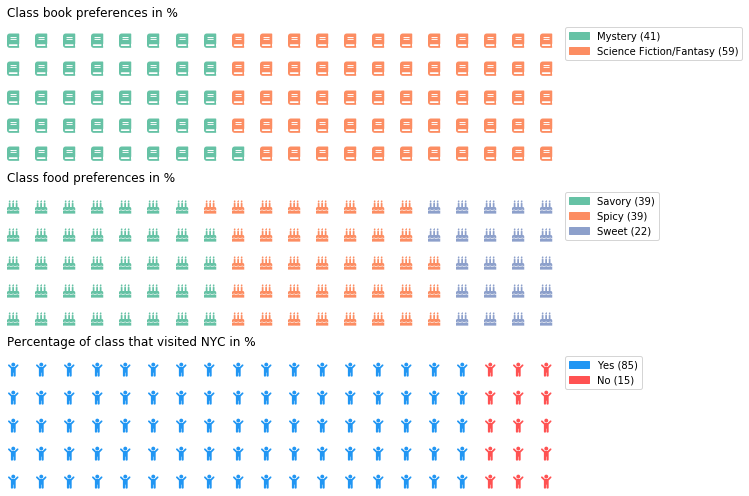 Class book preferences in %
Mystery (41)
Science Fiction/Fantasy (59)
Class food preferences in %
Savory (39)
Spicy (39)
Sweet (22)
Percentage of class that visited NYC in %
Yes (85)
No (15)